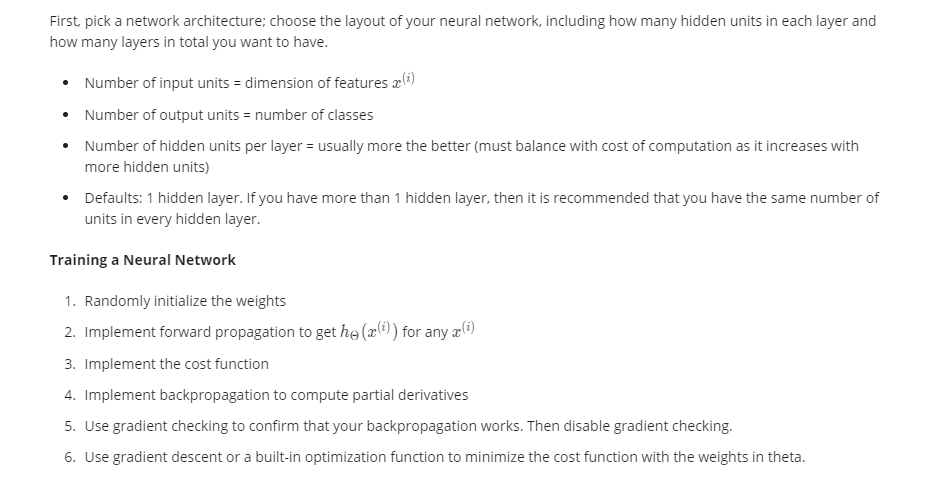 First, pick a network architecture; choose the layout of your neural network, including how many hidden units in each layer and
how many layers in total you want to have.
• Number of input units = dimension of features x^(i)
• Number of output units = number of classes
• Number of hidden units per layer = usually more the better (must balance with cost of computation as it increases with
more hidden units)
• Defaults: 1 hidden layer. If you have more than 1 hidden layer, then it is recommended that you have the same number of
units in every hidden layer.
Training a Neural Network
1. Randomly initialize the weights
2. Implement forward propagation to get h_Θ(x^(i)) for any x^(i)
3. Implement the cost function
4. Implement backpropagation to compute partial derivatives
5. Use gradient checking to confirm that your backpropagation works. Then disable gradient checking.
6. Use gradient descent or a built-in optimization function to minimize the cost function with the weights in theta.